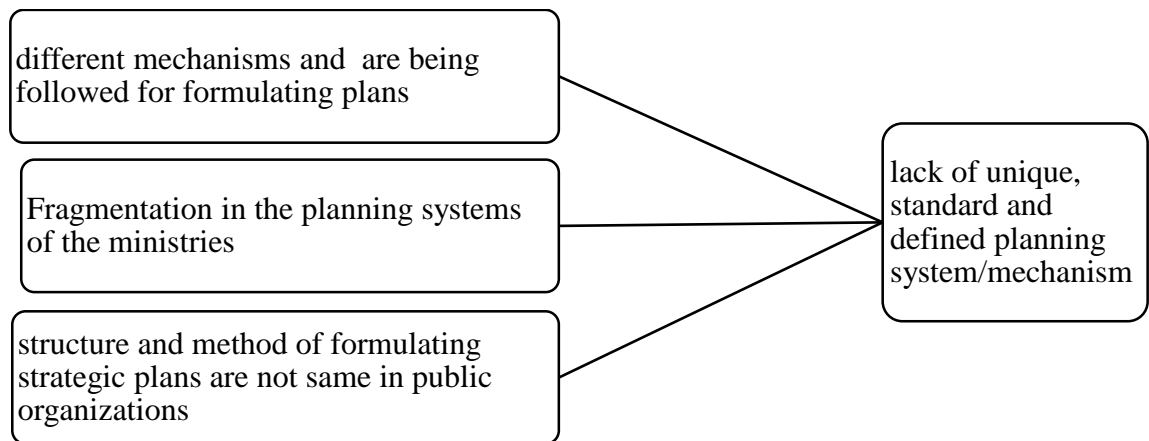 different mechanisms and  are being
followed for formulating plans
Fragmentation in the planning systems
of the ministries
structure and method of formulating
strategic plans are not same in public
organizations
lack of unique,
standard and
defined planning
system/mechanism